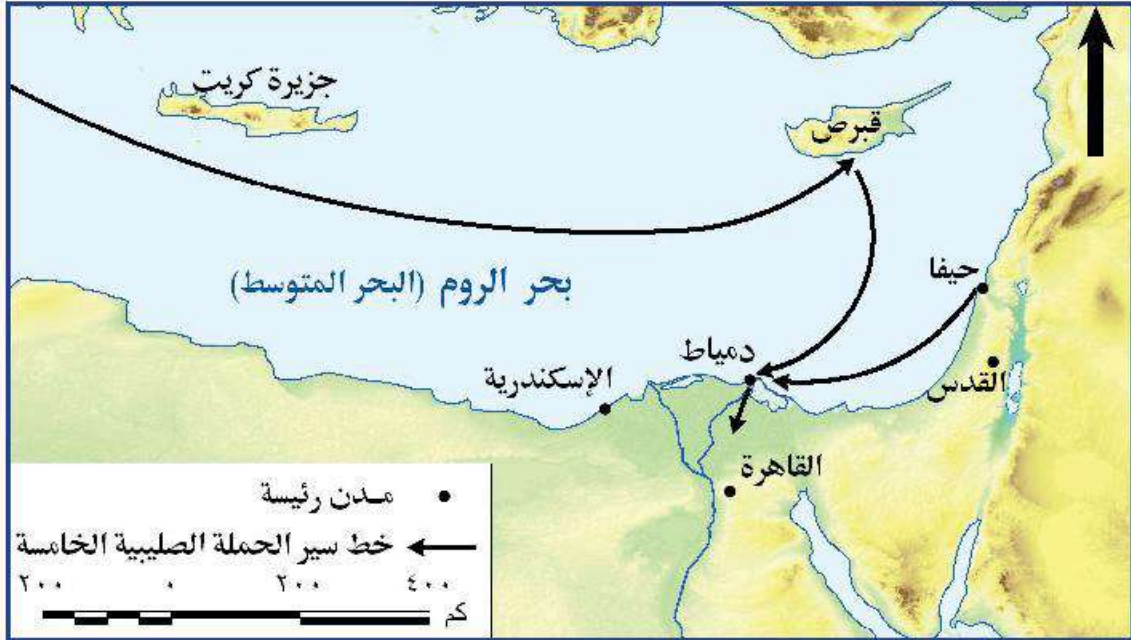 جزيرة كريت
قبرص
بحر الروم (البحر المتوسط)
حيفا
دمياط
الإسكندرية
القدس
القاهرة
مـدن رئيسة
خط سير الحملة الصليبية الخامسة
٢٠٠ ٠ ٢٠٠ ٤٠٠
كم